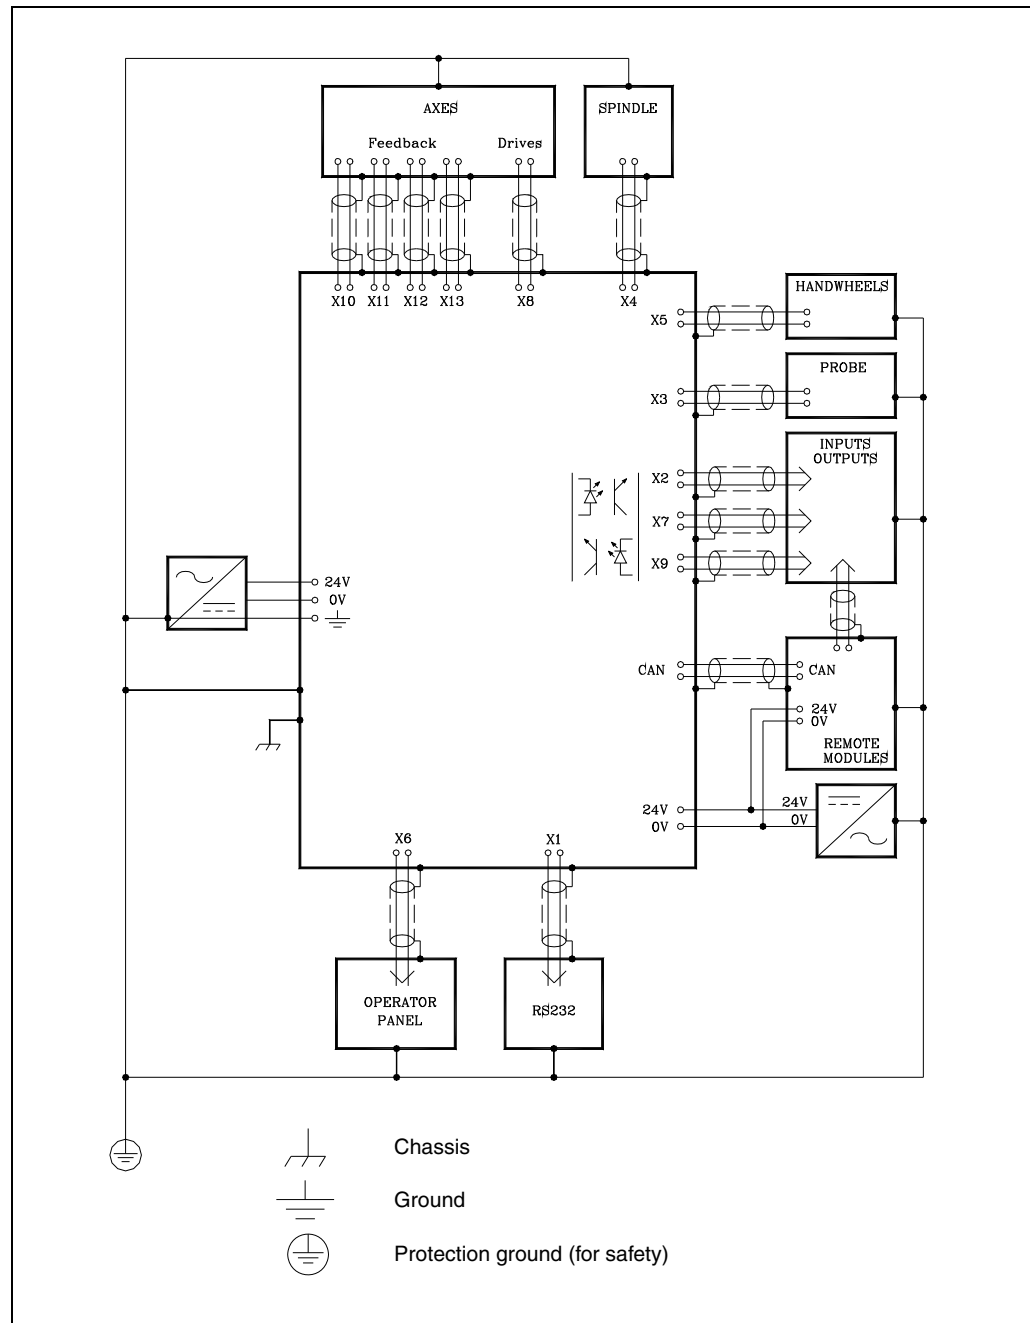 AXES
SPINDLE
Feedback
Drives
X10
X11
X12
X13
X8
X4
HANDWHEELS
X5
PROBE
X3
INPUTS
OUTPUTS
X2
X7
X9
24V
0V
CAN
CAN
24V
0V
REMOTE
MODULES
24V
24V
0V
0V
X6
X1
OPERATOR
PANEL
RS232
Chassis
Ground
Protection ground (for safety)